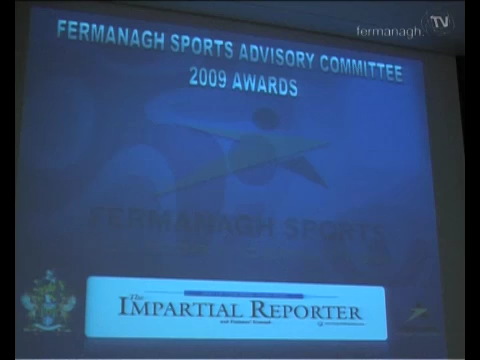 fermanagh.TV
FERMANAGH SPORTS ADVISORY COMMITTEE
2009 AWARDS
FERMANAGH SPORTS
The
IMPARTIAL REPORTER